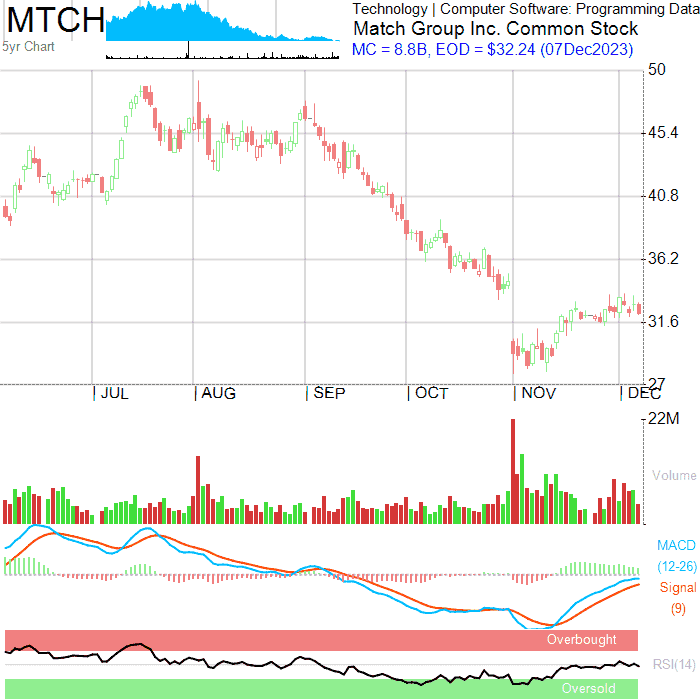 MTCH
5yr Chart
Technology | Computer Software: Programming Data
Match Group Inc. Common Stock
MC = 8.8B, EOD = $32.24 (07Dec2023)
50
45.4
40.8
36.2
31.6
27
JUL AUG SEP OCT NOV DEC
22M
Volume
MACD
(12-26)
Signal
(9)
Overbought
RSI(14)
Oversold